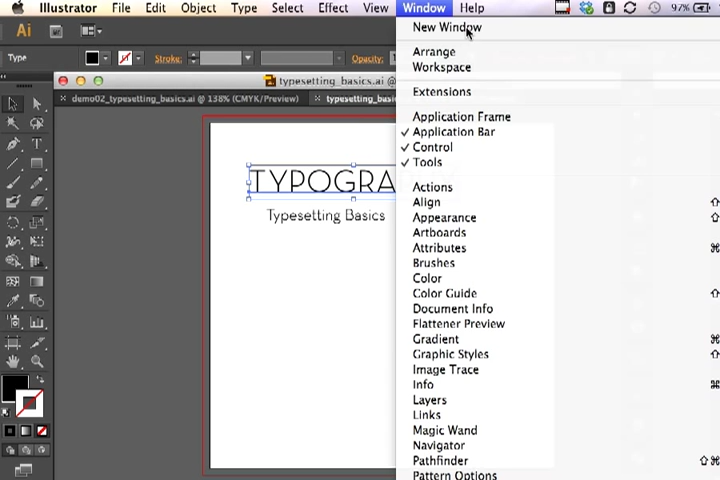 Illustrator File Edit Object Type Select Effect View Window Help 97%
Ai
Type Stroke: Opacity:
typesetting_basics.ai @
demo02_typesetting_basics.ai @ 138% (CMYK/Preview) typesetting_basi
TYPOGRA
Typesetting Basics
New Window
Arrange
Workspace
Extensions
Application Frame
✓ Application Bar
✓ Control
✓ Tools
Actions
Align ⇧
Appearance ⇧
Artboards
Attributes ⌘
Brushes
Color
Color Guide ⇧
Document Info
Flattener Preview
Gradient ⌘
Graphic Styles ⇧
Image Trace
Info ⌘
Layers
Links
Magic Wand
Navigator
Pathfinder ⇧⌘
Pattern Options